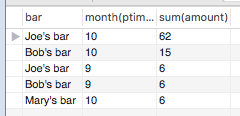 bar month(ptim... sum(amount)
Joe's bar 10 62
Bob's bar 10 15
Joe's bar 9 6
Bob's bar 9 6
Mary's bar 10 6